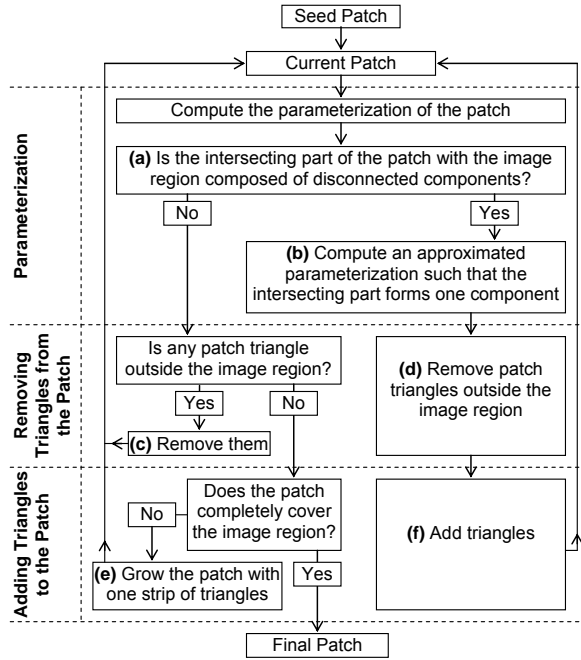 Seed Patch
Current Patch
Parameterization
Compute the parameterization of the patch
(a) Is the intersecting part of the patch with the image
region composed of disconnected components?
No
Yes
(b) Compute an approximated
parameterization such that the
intersecting part forms one component
Removing
Triangles from
the Patch
Is any patch triangle
outside the image region?
Yes
No
(c) Remove them
(d) Remove patch
triangles outside the
image region
Adding Triangles
to the Patch
Does the patch
completely cover
the image region?
No
Yes
(e) Grow the patch with
one strip of triangles
(f) Add triangles
Final Patch